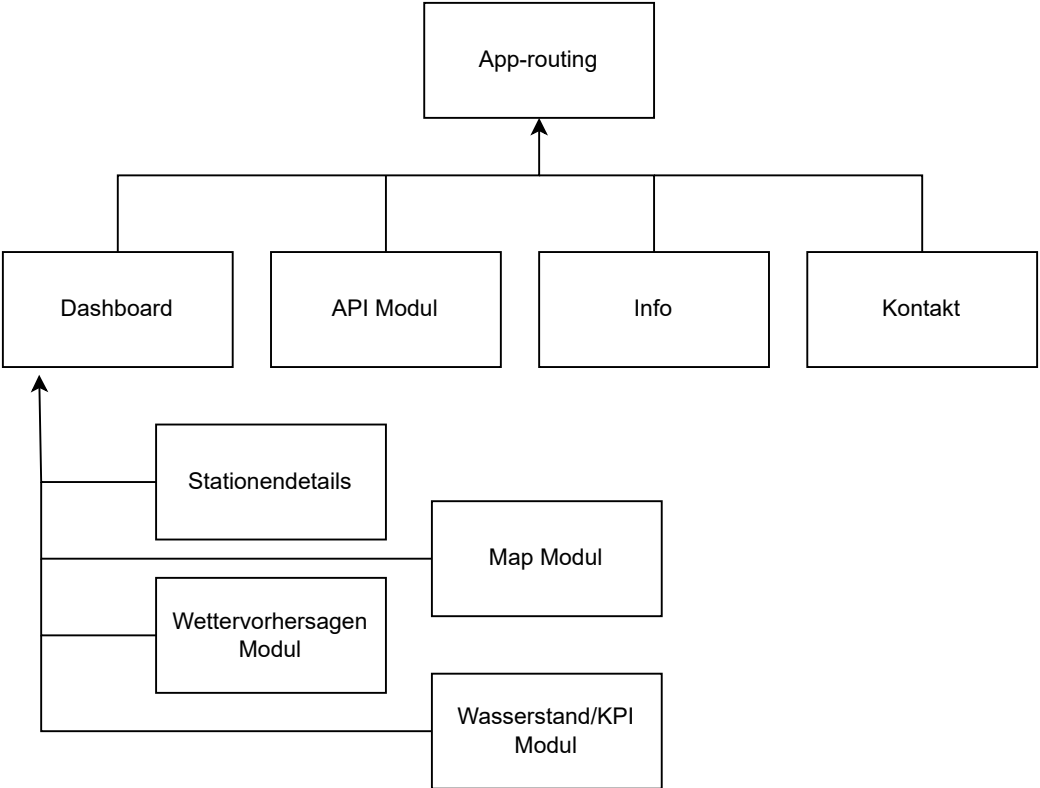 App-routing
Dashboard
API Modul
Info
Kontakt
Stationendetails
Map Modul
Wettervorhersagen
Modul
Wasserstand/KPI
Modul